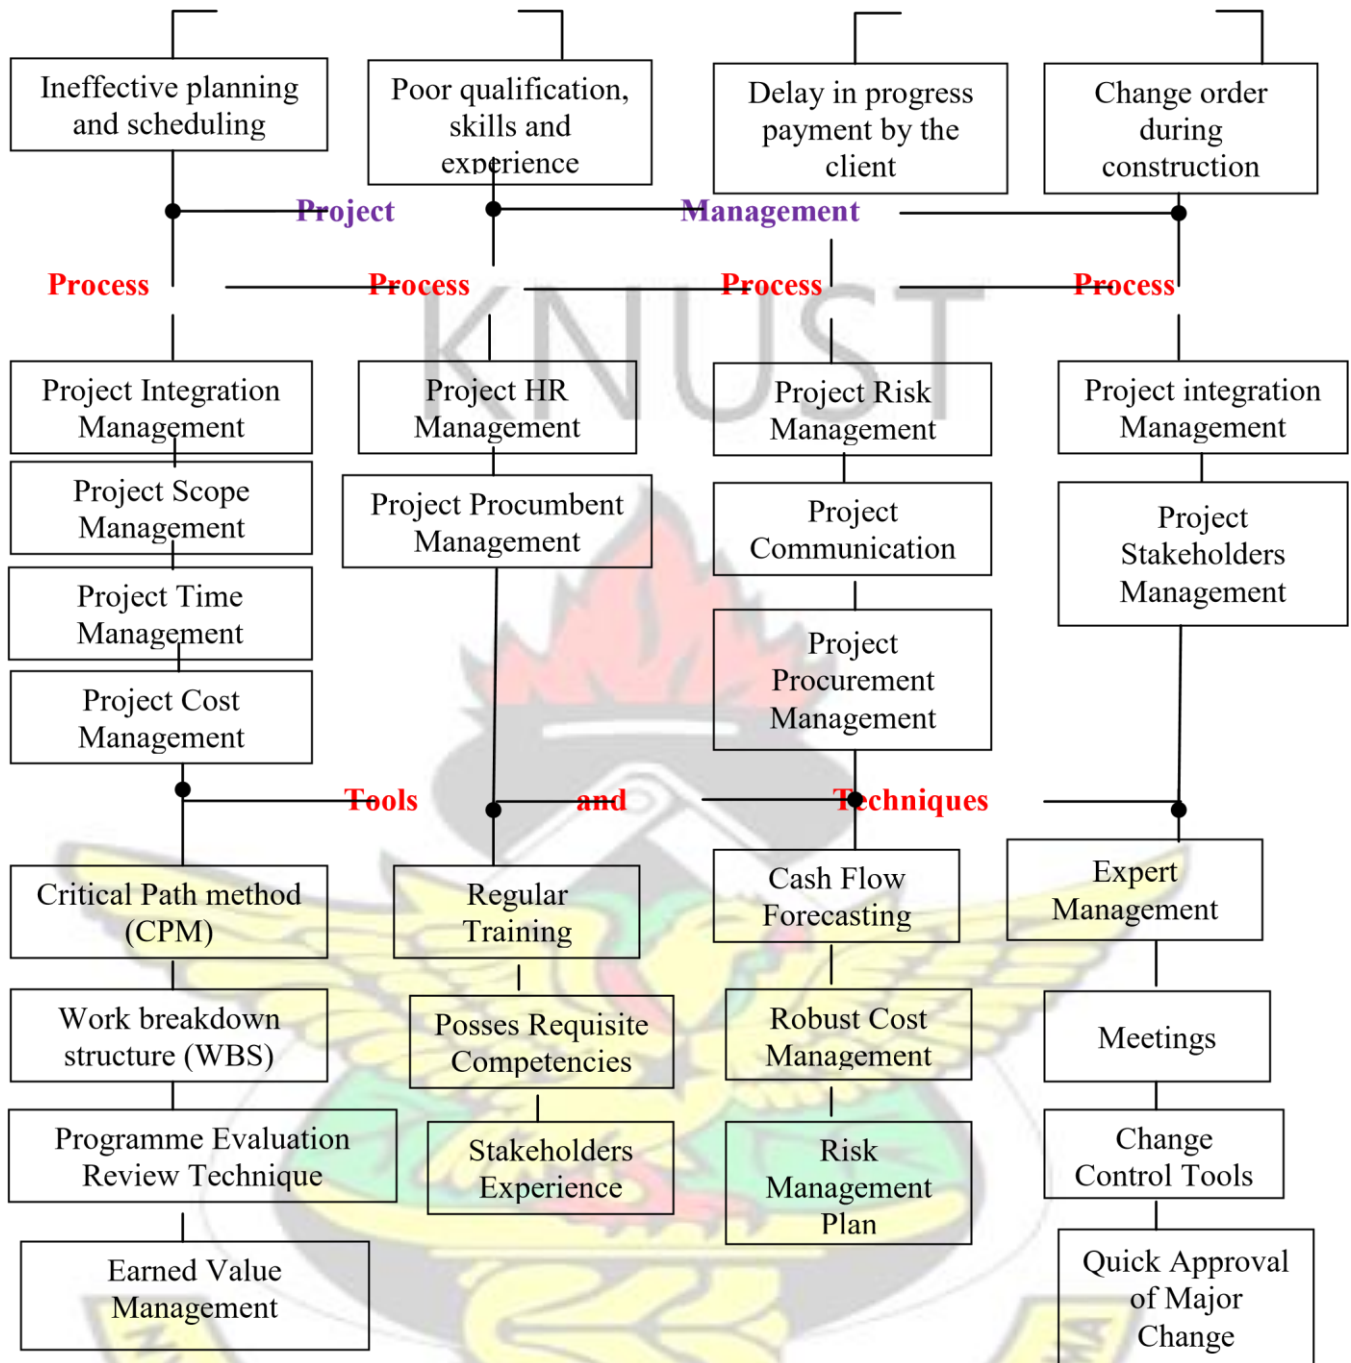 Ineffective planning
and scheduling
Poor qualification,
skills and
experience
Delay in progress
payment by the
client
Change order
during
construction
Project
Management
Process
Process
Process
Process
KNUST
Project Integration
Management
Project HR
Management
Project Risk
Management
Project integration
Management
Project Scope
Management
Project Procumbent
Management
Project
Communication
Project
Stakeholders
Management
Project Time
Management
Project
Procurement
Management
Project Cost
Management
Tools
and
Techniques
Critical Path method
(CPM)
Regular
Training
Cash Flow
Forecasting
Expert
Management
Work breakdown
structure (WBS)
Posses Requisite
Competencies
Robust Cost
Management
Meetings
Programme Evaluation
Review Technique
Stakeholders
Experience
Risk
Management
Plan
Change
Control Tools
Earned Value
Management
Quick Approval
of Major
Change